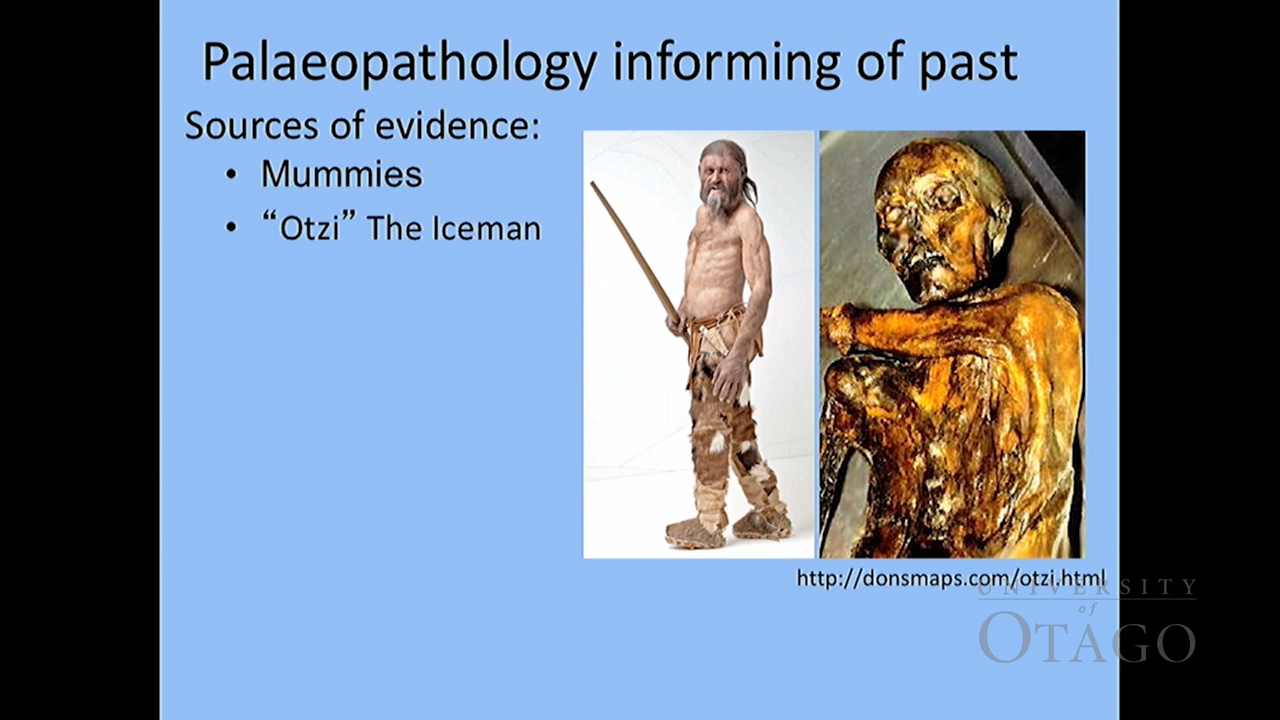 Palaeopathology informing of past
Sources of evidence:
• Mummies
• “Otzi” The Iceman
http://donsmaps.com/otzi.html
UNIVERSITY
of
OTAGO